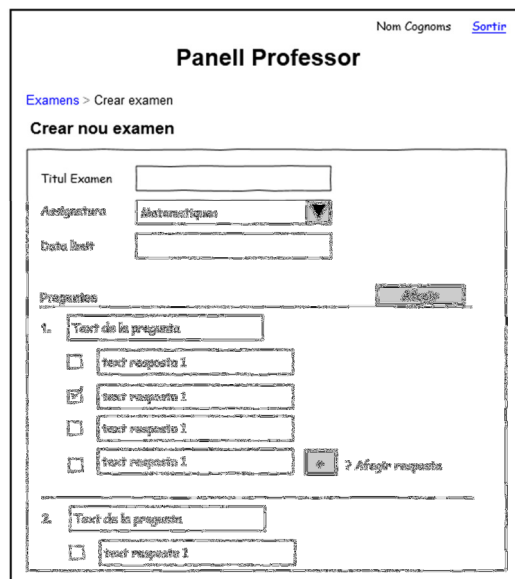 Nom Cognoms Sortir
Panell Professor
Examens > Crear examen
Crear nou examen
Titul Examen
Assignatura Matematiques
Data limit
Preguntes Afegir
1. Text de la pregunta
text resposta 1
text resposta 1
text resposta 1
text resposta 1 + ? Afegir resposta
2. Text de la pregunta
text resposta 1